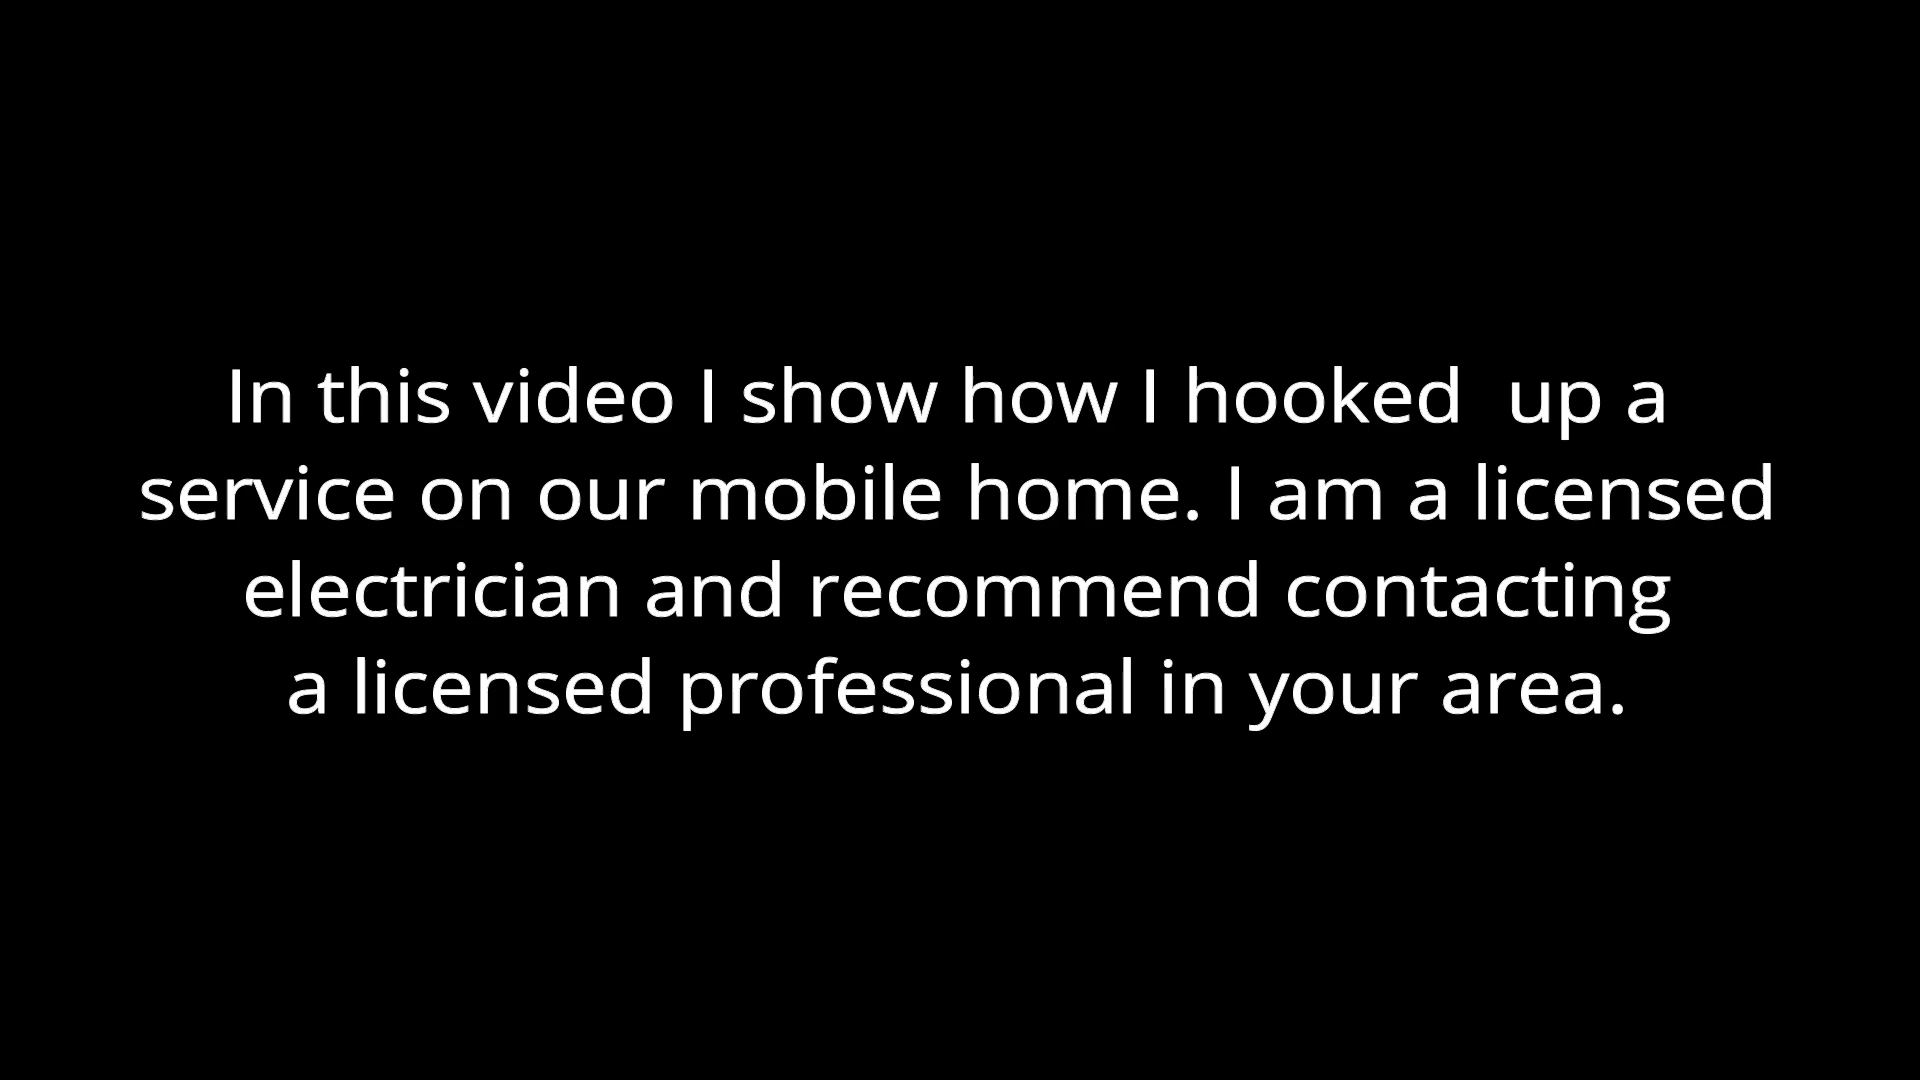 In this video I show how I hooked  up a
service on our mobile home. I am a licensed
electrician and recommend contacting
a licensed professional in your area.